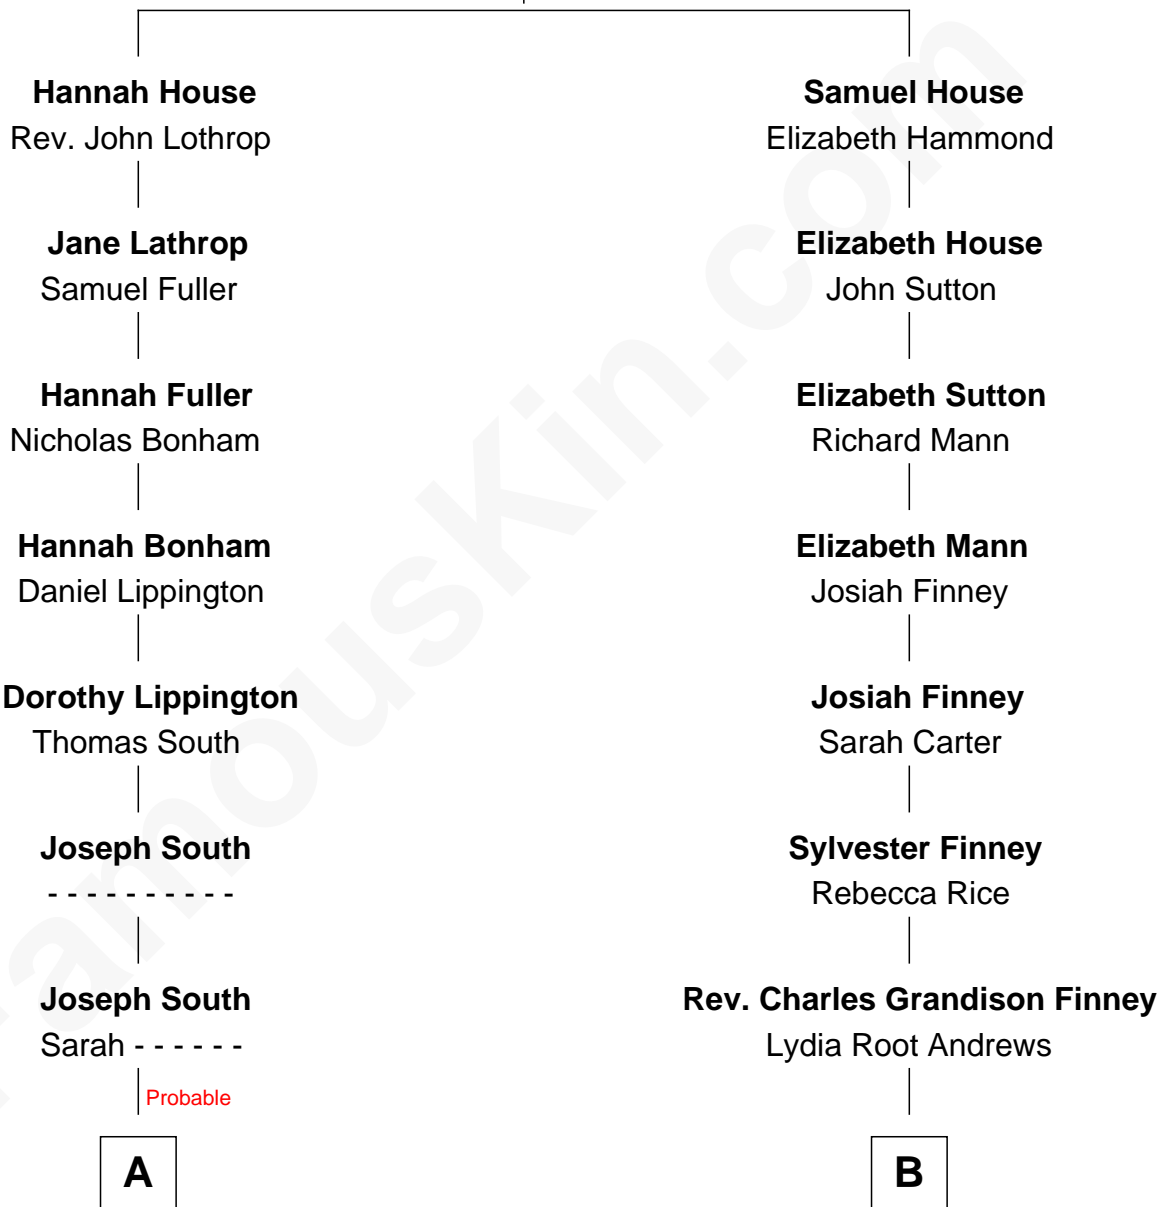 Hannah House
Rev. John Lothrop
Samuel House
Elizabeth Hammond
Jane Lathrop
Samuel Fuller
Elizabeth House
John Sutton
Hannah Fuller
Nicholas Bonham
Elizabeth Sutton
Richard Mann
Hannah Bonham
Daniel Lippington
Elizabeth Mann
Josiah Finney
Dorothy Lippington
Thomas South
Josiah Finney
Sarah Carter
Joseph South
- - - - - - - - - -
Sylvester Finney
Rebecca Rice
Joseph South
Sarah - - - - - -
Rev. Charles Grandison Finney
Lydia Root Andrews
Probable
A
B
FamousKin.com